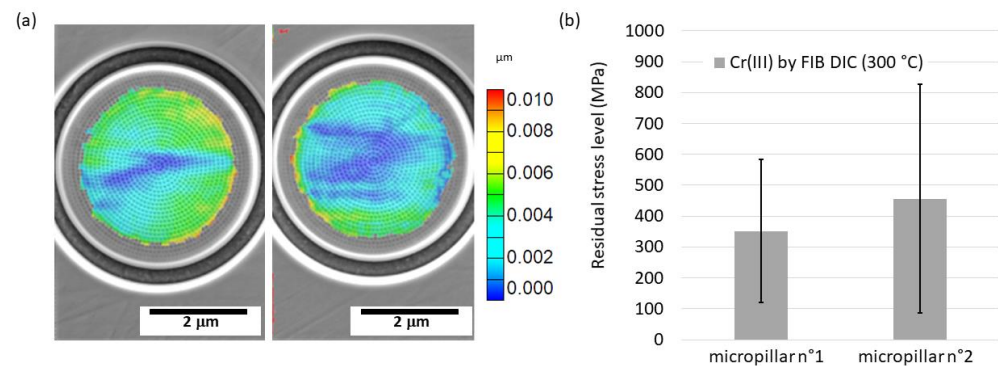 (a)
µm
0.010
0.008
0.006
0.004
0.002
0.000
2 µm
2 µm
(b)
Residual stress level (MPa)
1000
900
800
700
600
500
400
300
200
100
0
Cr(III) by FIB DIC (300 °C)
micropillar n°1
micropillar n°2